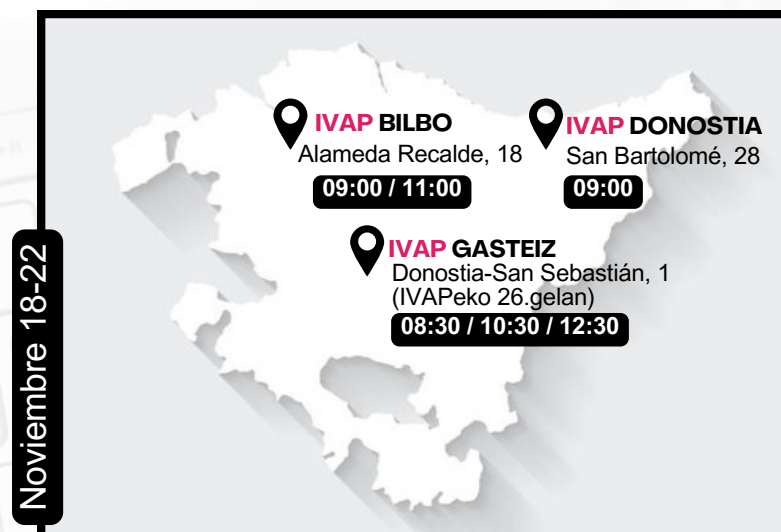 IVAP BILBO
Alameda Recalde, 18
09:00 / 11:00
IVAP DONOSTIA
San Bartolomé, 28
09:00
IVAP GASTEIZ
Donostia-San Sebastián, 1
(IVAPeko 26.gelan)
08:30 / 10:30 / 12:30
Noviembre 18-22